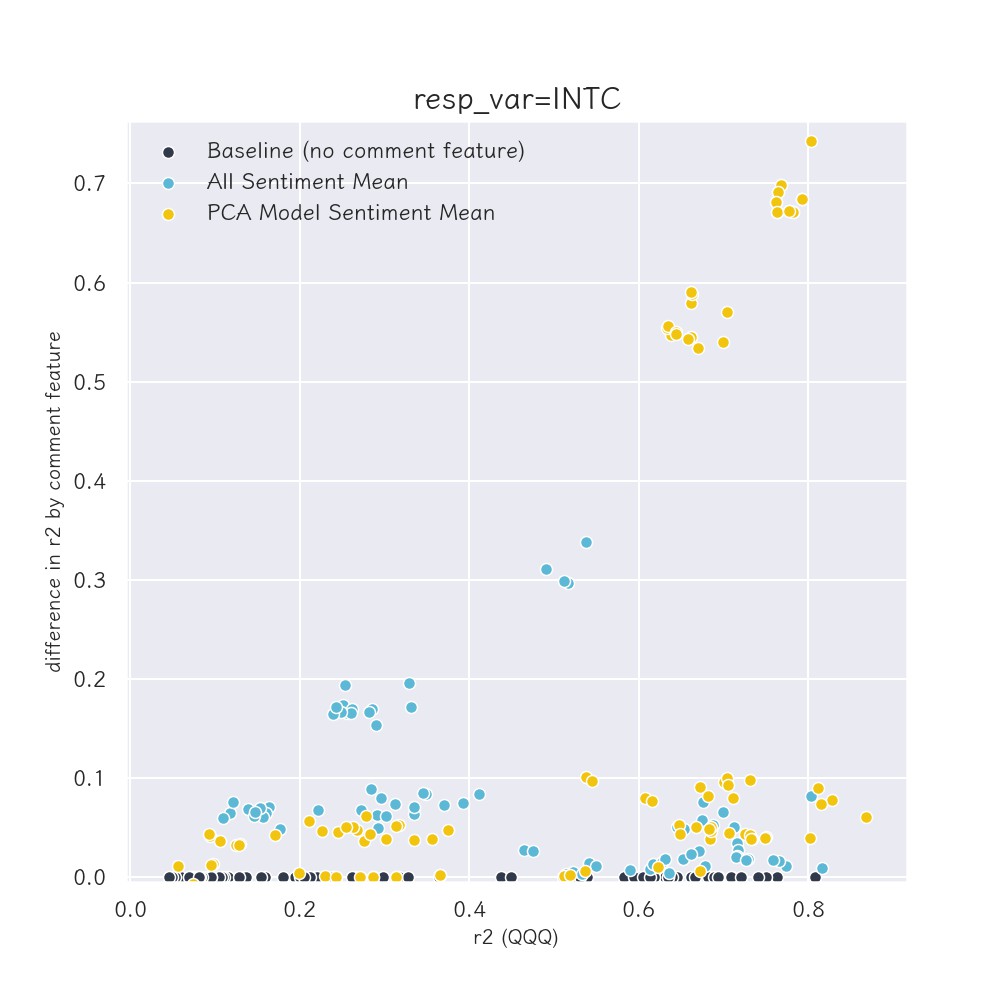 resp_var=INTC
Baseline (no comment feature)
All Sentiment Mean
PCA Model Sentiment Mean
difference in r2 by comment feature
0.7
0.6
0.5
0.4
0.3
0.2
0.1
0.0
0.0 0.2 0.4 0.6 0.8
r2 (QQQ)